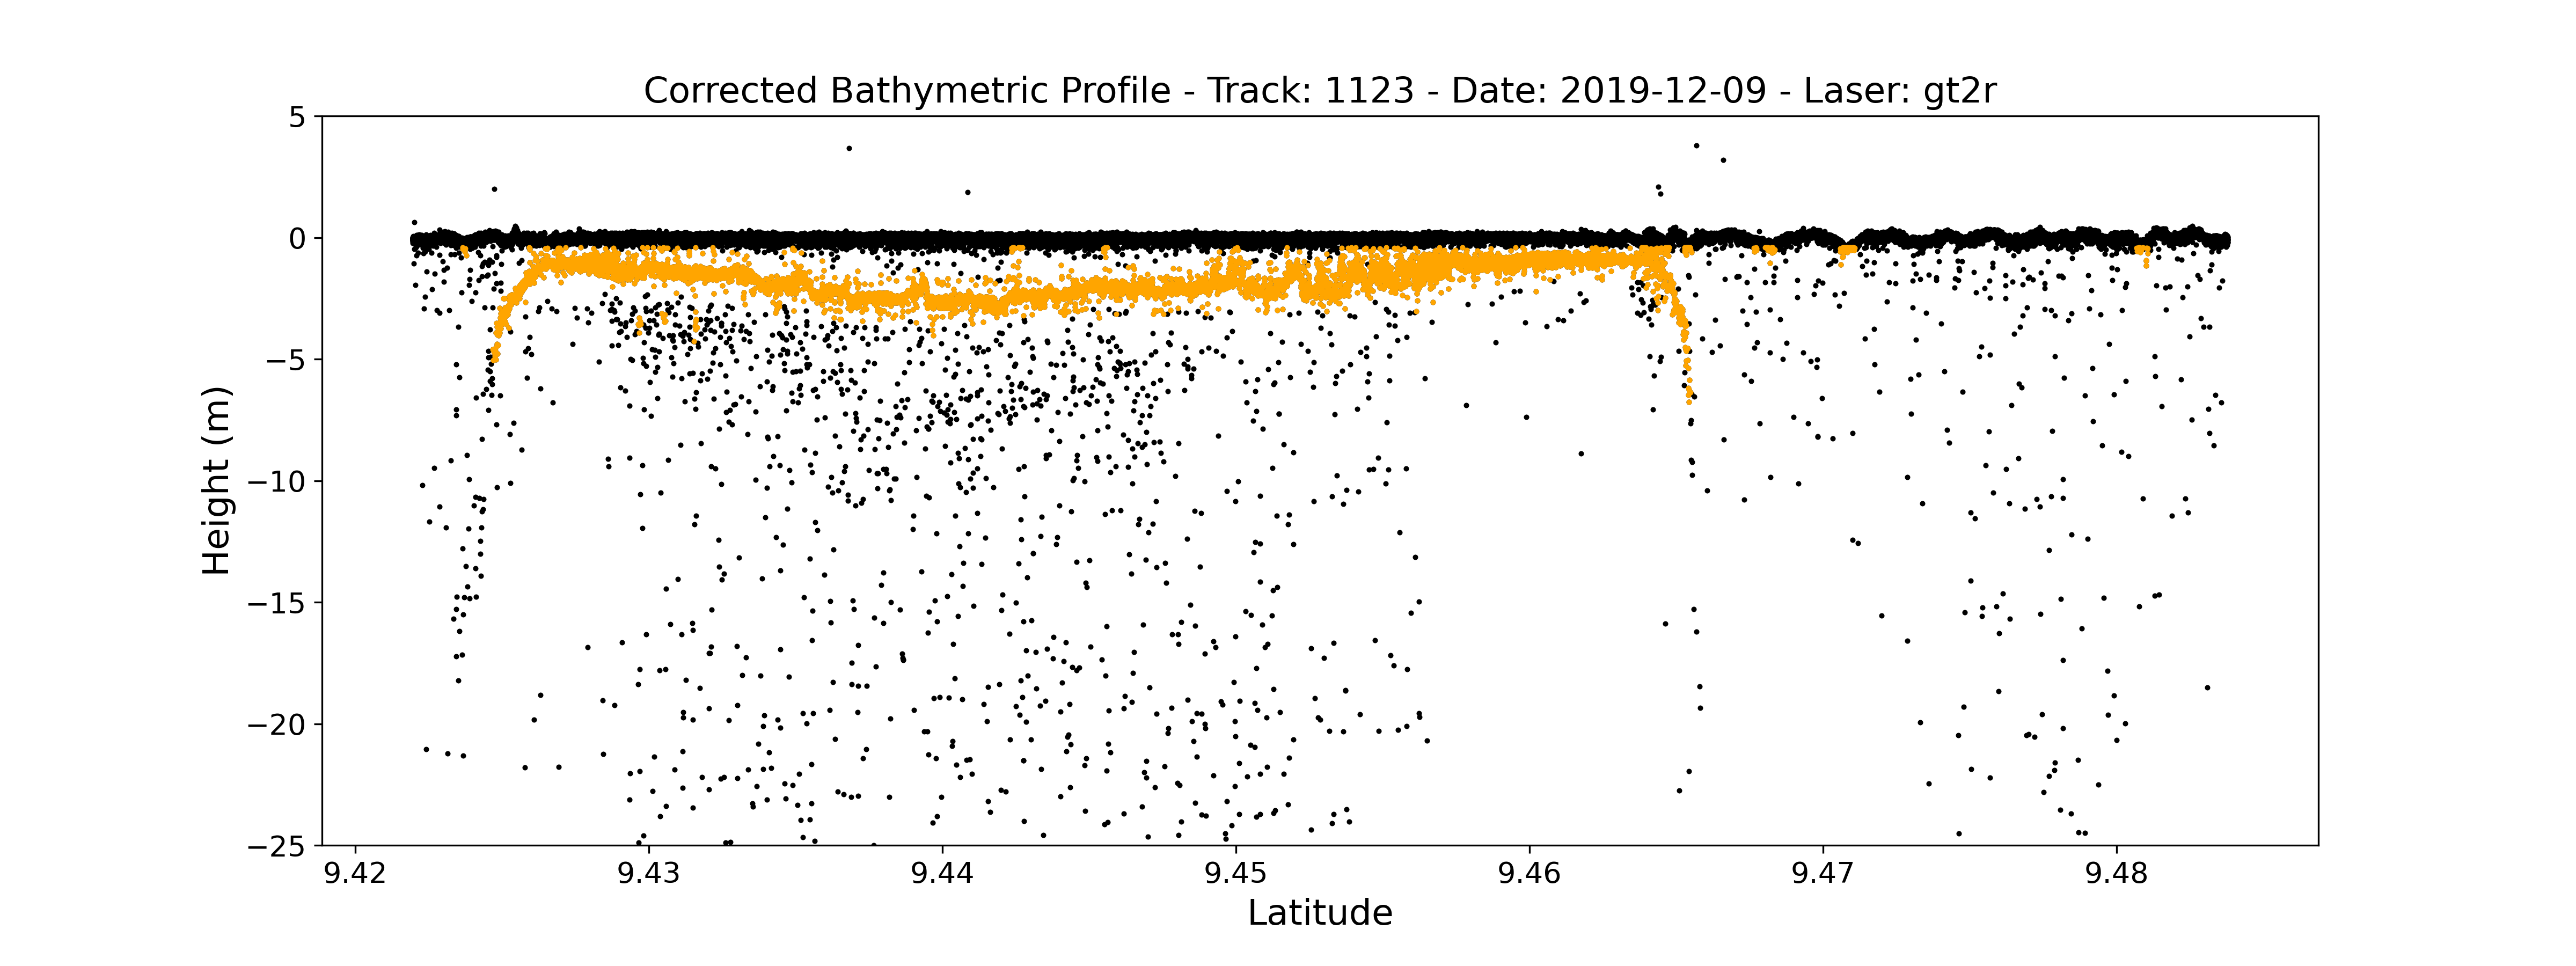 Corrected Bathymetric Profile - Track: 1123 - Date: 2019-12-09 - Laser: gt2r
5
0
−5
−10
−15
−20
−25
Height (m)
9.42 9.43 9.44 9.45 9.46 9.47 9.48
Latitude